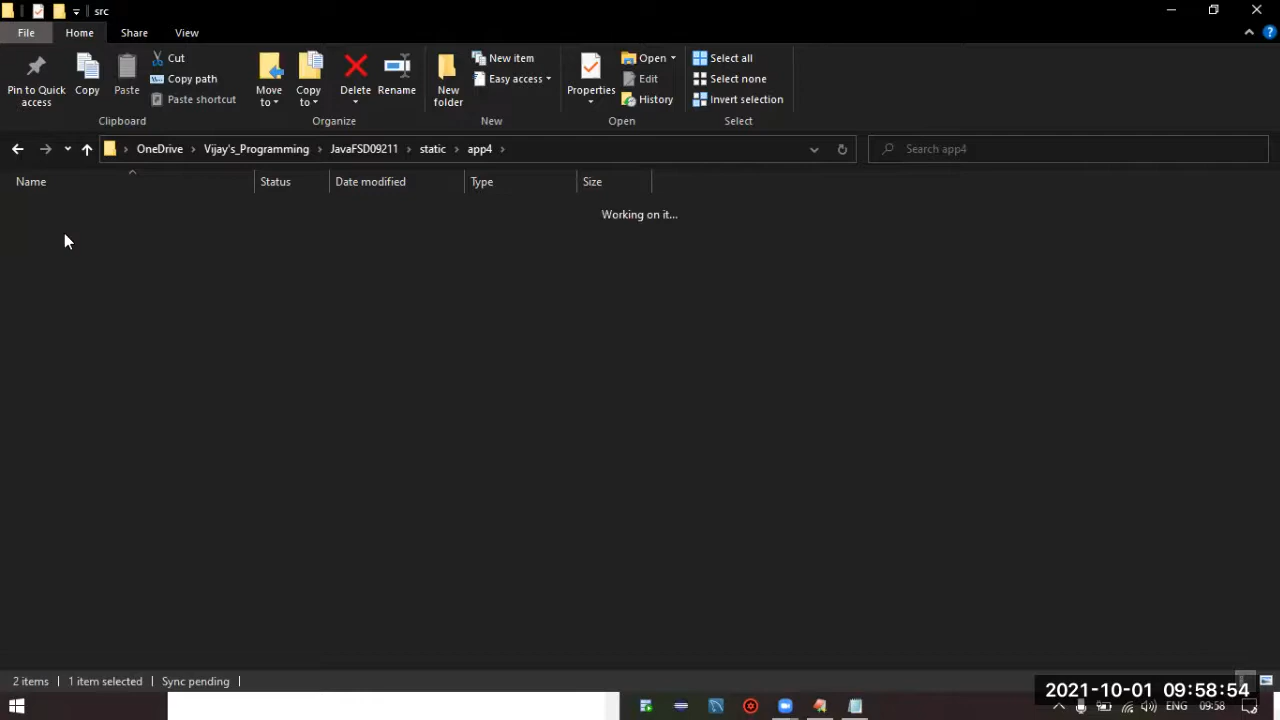 src
File Home Share View
Pin to Quick access
Copy
Paste
Cut
Copy path
Paste shortcut
Clipboard
Move to
Copy to
Delete
Rename
Organize
New folder
New item
Easy access
New
Properties
Open
Edit
History
Open
Select all
Select none
Invert selection
Select
OneDrive > Vijay's_Programming > JavaFSD09211 > static > app4 >
Search app4
Name Status Date modified Type Size
Working on it...
2 items 1 item selected Sync pending
2021-10-01 09:58:54
ENG 09:58